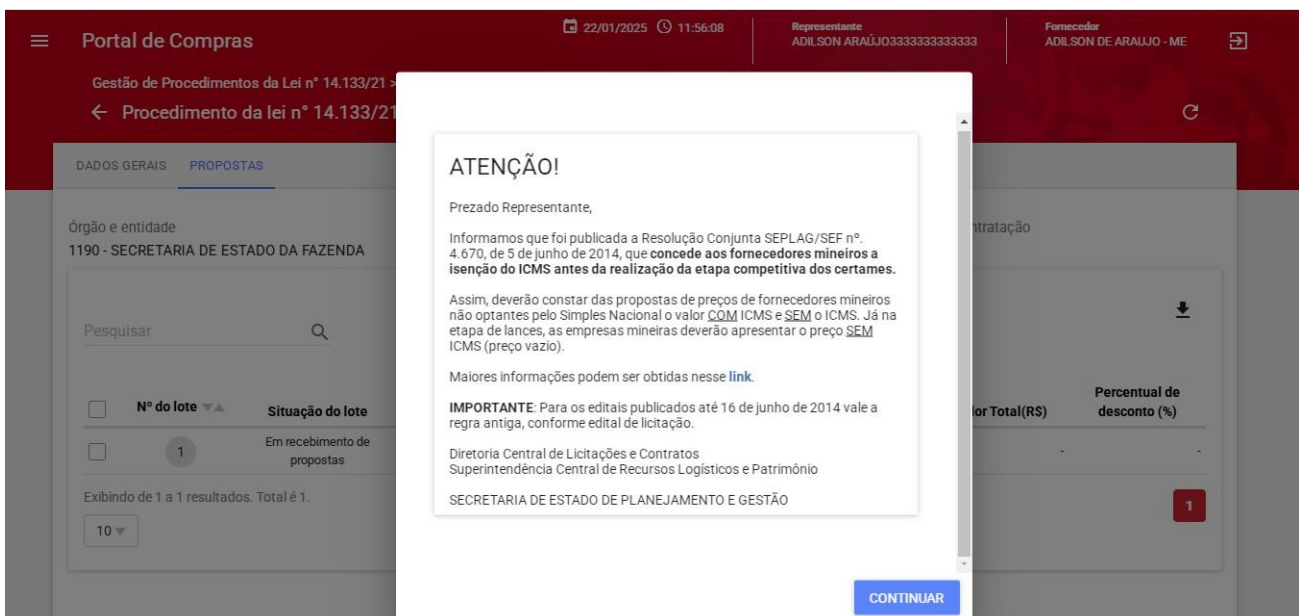 22/01/2025 11:56:08
Representante
ADILSON ARAÚJO3333333333333
Fornecedor
ADILSON DE ARAUJO - ME
Portal de Compras
Gestão de Procedimentos da Lei n° 14.133/21 >
Procedimento da lei n° 14.133/21
DADOS GERAIS PROPOSTAS
Órgão e entidade
1190 - SECRETARIA DE ESTADO DA FAZENDA
Pesquisar
Nº do lote Situação do lote
1 Em recebimento de
propostas
Exibindo de 1 a 1 resultados. Total é 1.
10
ATENÇÃO!
Prezado Representante,
Informamos que foi publicada a Resolução Conjunta SEPLAG/SEF nº.
4.670, de 5 de junho de 2014, que concede aos fornecedores mineiros a
isenção do ICMS antes da realização da etapa competitiva dos certames.
Assim, deverão constar das propostas de preços de fornecedores mineiros
não optantes pelo Simples Nacional o valor COM ICMS e SEM o ICMS. Já na
etapa de lances, as empresas mineiras deverão apresentar o preço SEM
ICMS (preço vazio).
Maiores informações podem ser obtidas nesse link.
IMPORTANTE: Para os editais publicados até 16 de junho de 2014 vale a
regra antiga, conforme edital de licitação.
Diretoria Central de Licitações e Contratos
Superintendência Central de Recursos Logísticos e Patrimônio
SECRETARIA DE ESTADO DE PLANEJAMENTO E GESTÃO
CONTINUAR
ntratação
or Total(R$)
Percentual de
desconto (%)
- -
1